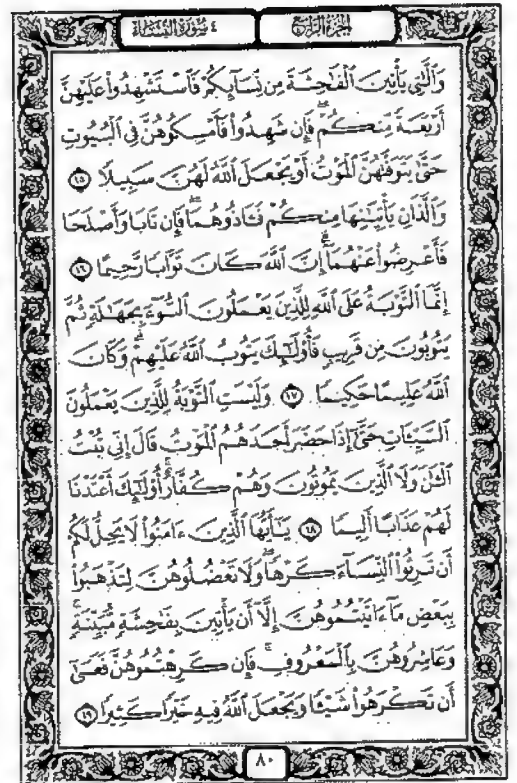 الجزء الرابع
٤ سورة النساء
وَٱلَّٰتِى يَأْتِينَ ٱلْفَٰحِشَةَ مِن نِّسَآئِكُمْ فَٱسْتَشْهِدُوا۟ عَلَيْهِنَّ
أَرْبَعَةً مِّنكُمْ ۖ فَإِن شَهِدُوا۟ فَأَمْسِكُوهُنَّ فِى ٱلْبُيُوتِ
حَتَّىٰ يَتَوَفَّىٰهُنَّ ٱلْمَوْتُ أَوْ يَجْعَلَ ٱللَّهُ لَهُنَّ سَبِيلًا ١٥
وَٱلَّذَانِ يَأْتِيَٰنِهَا مِنكُمْ فَـَٔاذُوهُمَا ۖ فَإِن تَابَا وَأَصْلَحَا
فَأَعْرِضُوا۟ عَنْهُمَآ ۗ إِنَّ ٱللَّهَ كَانَ تَوَّابًا رَّحِيمًا ١٦
إِنَّمَا ٱلتَّوْبَةُ عَلَى ٱللَّهِ لِلَّذِينَ يَعْمَلُونَ ٱلسُّوٓءَ بِجَهَٰلَةٍ ثُمَّ
يَتُوبُونَ مِن قَرِيبٍ فَأُو۟لَٰٓئِكَ يَتُوبُ ٱللَّهُ عَلَيْهِمْ ۗ وَكَانَ
ٱللَّهُ عَلِيمًا حَكِيمًا ١٧ وَلَيْسَتِ ٱلتَّوْبَةُ لِلَّذِينَ يَعْمَلُونَ
ٱلسَّيِّـَٔاتِ حَتَّىٰٓ إِذَا حَضَرَ أَحَدَهُمُ ٱلْمَوْتُ قَالَ إِنِّى تُبْتُ
ٱلْـَٰٔنَ وَلَا ٱلَّذِينَ يَمُوتُونَ وَهُمْ كُفَّارٌ ۚ أُو۟لَٰٓئِكَ أَعْتَدْنَا
لَهُمْ عَذَابًا أَلِيمًا ١٨ يَٰٓأَيُّهَا ٱلَّذِينَ ءَامَنُوا۟ لَا يَحِلُّ لَكُمْ
أَن تَرِثُوا۟ ٱلنِّسَآءَ كَرْهًا ۖ وَلَا تَعْضُلُوهُنَّ لِتَذْهَبُوا۟
بِبَعْضِ مَآ ءَاتَيْتُمُوهُنَّ إِلَّآ أَن يَأْتِينَ بِفَٰحِشَةٍ مُّبَيِّنَةٍ ۚ
وَعَاشِرُوهُنَّ بِٱلْمَعْرُوفِ ۚ فَإِن كَرِهْتُمُوهُنَّ فَعَسَىٰٓ
أَن تَكْرَهُوا۟ شَيْـًٔا وَيَجْعَلَ ٱللَّهُ فِيهِ خَيْرًا كَثِيرًا ١٩
٨٠